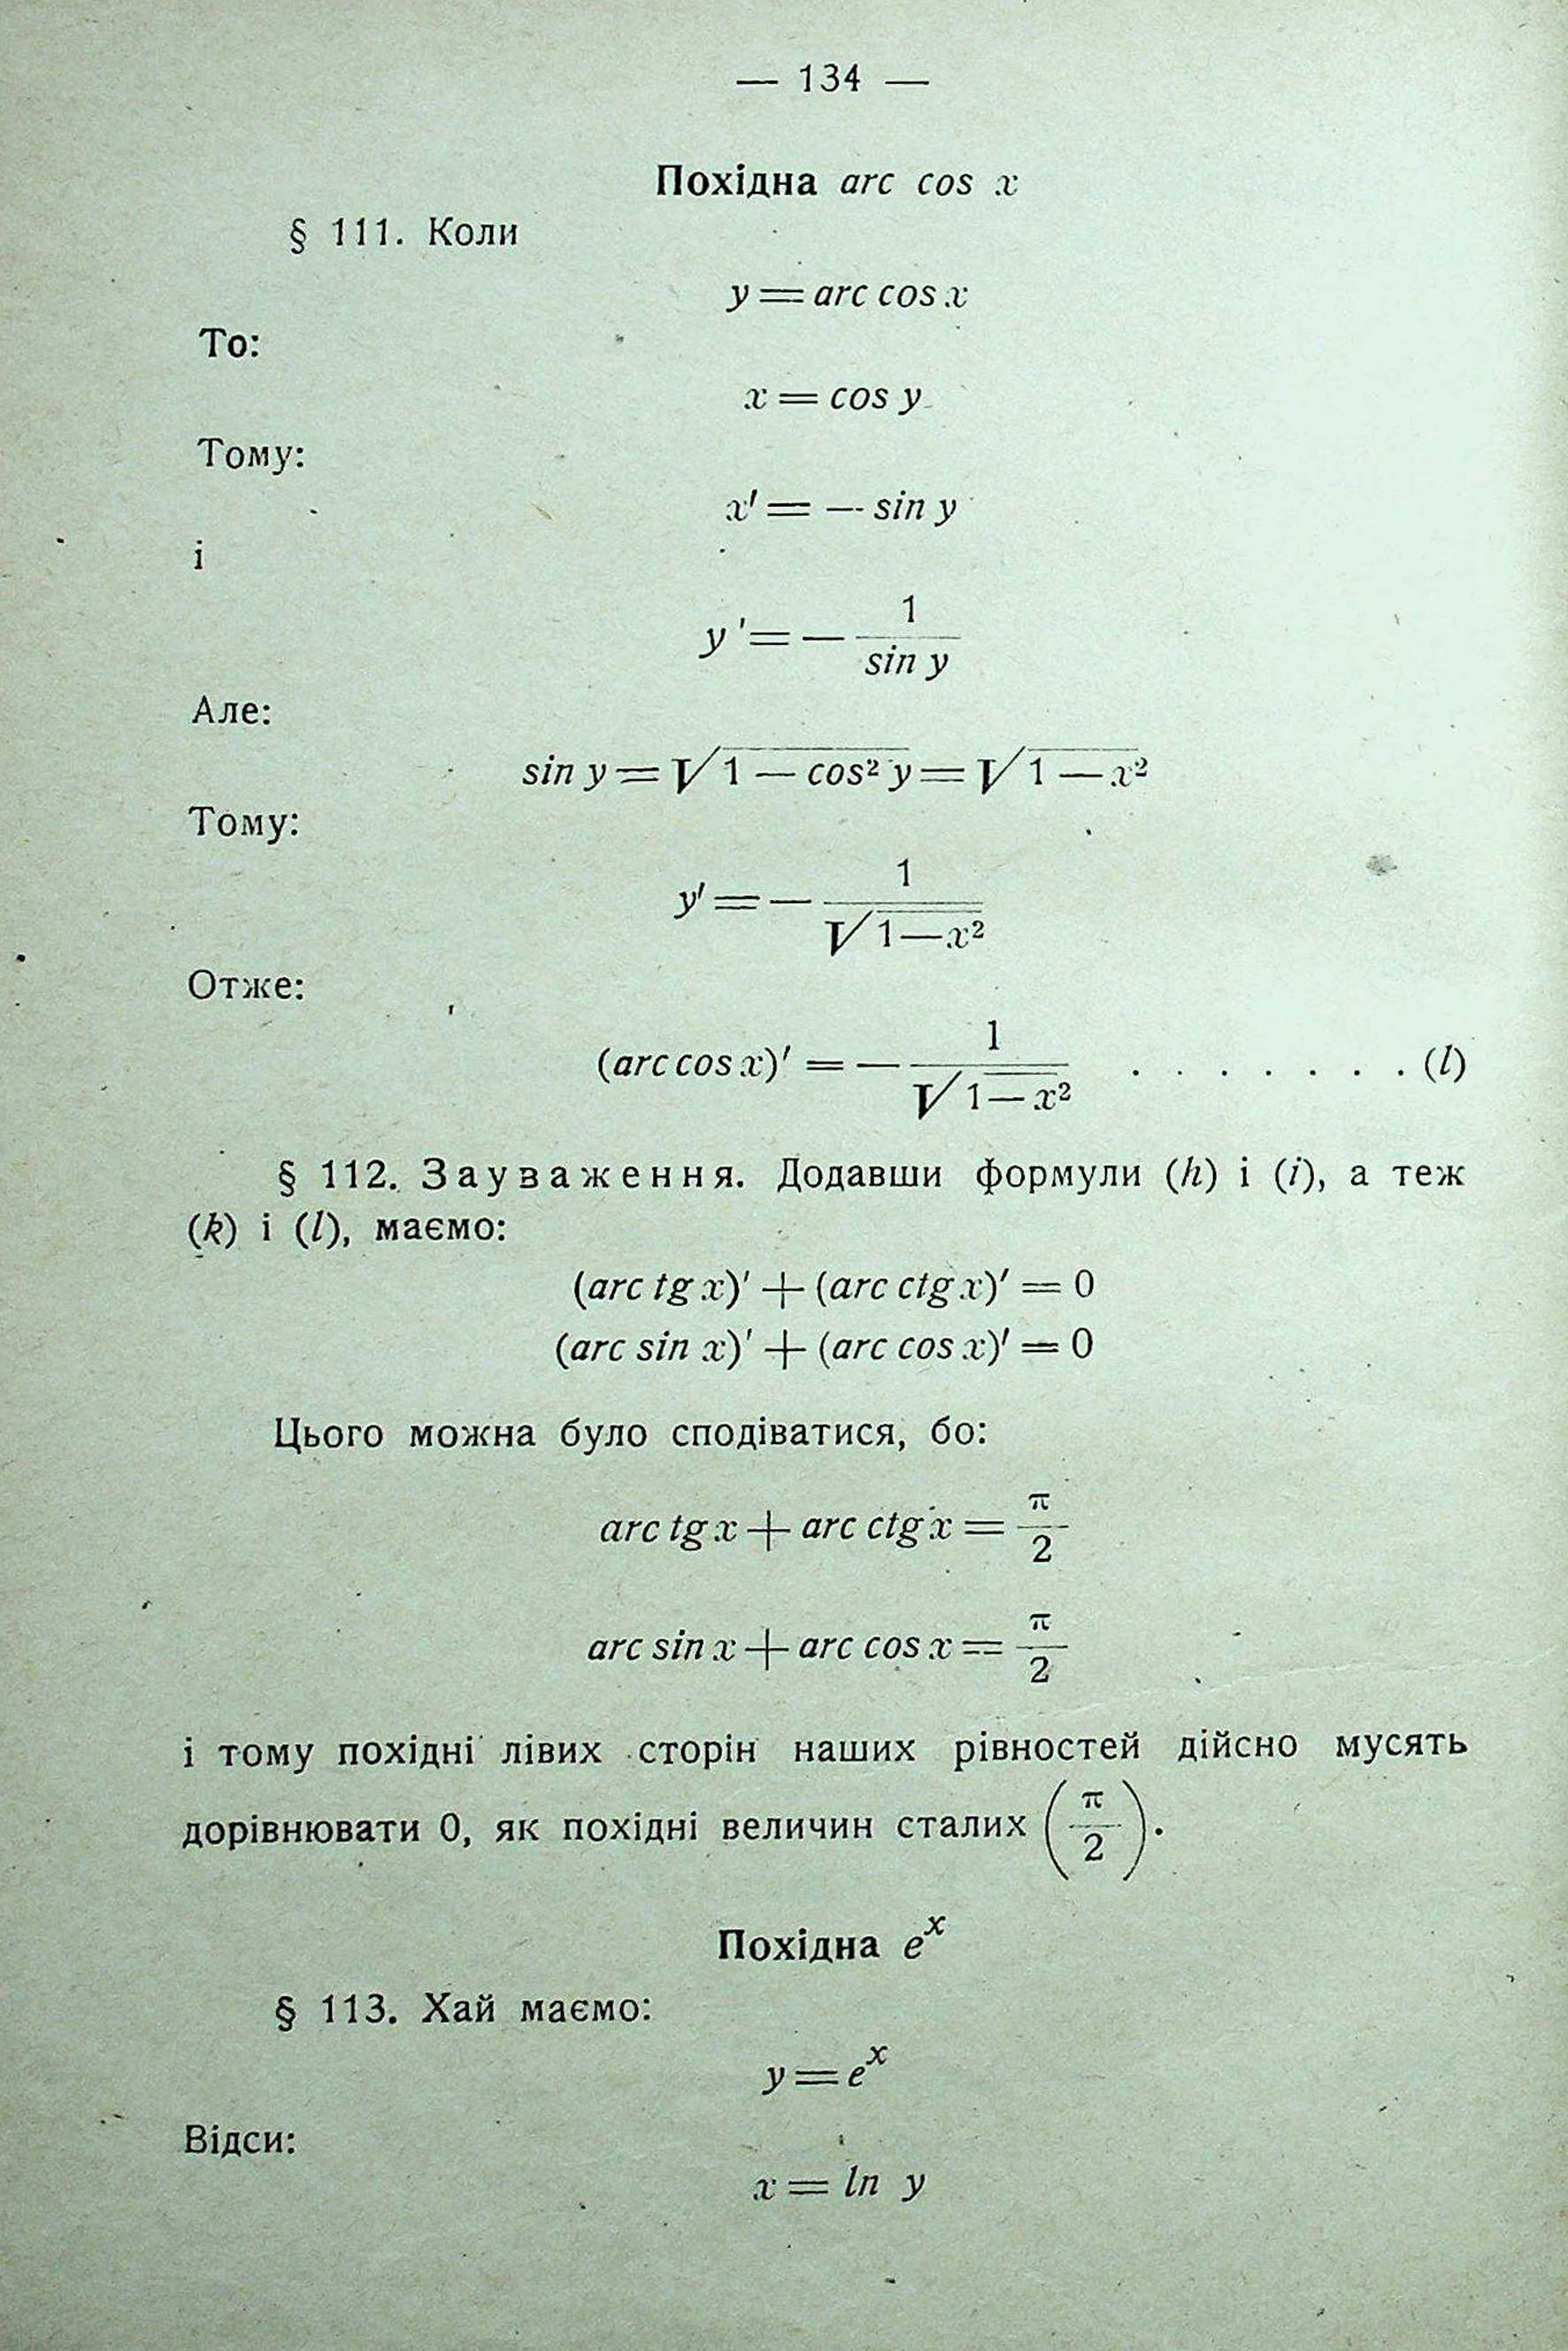 — 134 —
Похідна arc cos x
§ 111. Коли
y = arc cos x
То:
x = cos y
Тому:
x' = — sin y
і
y' = — 1 / sin y
Але:
sin y = √(1 — cos² y) = √(1 — x²)
Тому:
y' = — 1 / √(1 — x²)
Отже:
(arc cos x)' = — 1 / √(1 — x²) . . . . . . . (l)
§ 112. Зауваження. Додавши формули (h) і (i), а теж
(k) і (l), маємо:
(arc tg x)' + (arc ctg x)' = 0
(arc sin x)' + (arc cos x)' = 0
Цього можна було сподіватися, бо:
arc tg x + arc ctg x = π / 2
arc sin x + arc cos x = π / 2
і тому похідні лівих сторін наших рівностей дійсно мусять
дорівнювати 0, як похідні величин сталих (π / 2).
Похідна eˣ
§ 113. Хай маємо:
y = eˣ
Відси:
x = ln y